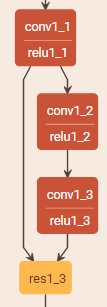 conv1_1
relu1_1
conv1_2
relu1_2
conv1_3
relu1_3
res1_3